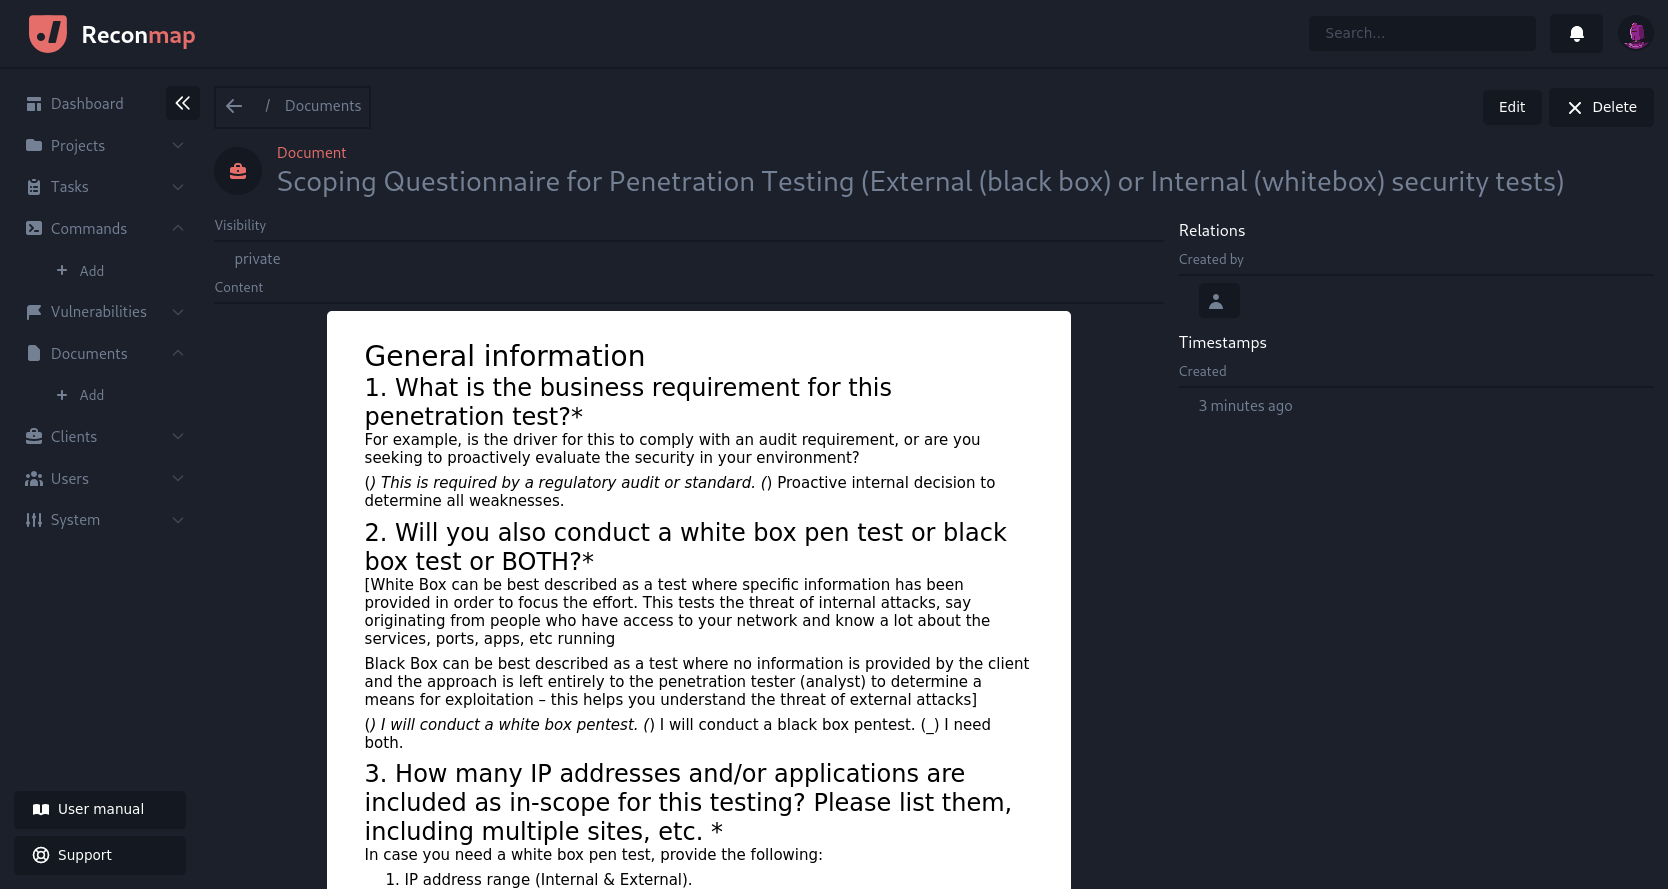 Reconmap
Search...
Dashboard
/ Documents
Edit
Delete
Projects
Tasks
Commands
Add
Vulnerabilities
Documents
Add
Clients
Users
System
User manual
Support
Document
Scoping Questionnaire for Penetration Testing (External (black box) or Internal (whitebox) security tests)
Visibility
private
Content
General information
1. What is the business requirement for this
penetration test?*
For example, is the driver for this to comply with an audit requirement, or are you
seeking to proactively evaluate the security in your environment?
() This is required by a regulatory audit or standard. () Proactive internal decision to
determine all weaknesses.
2. Will you also conduct a white box pen test or black
box test or BOTH?*
[White Box can be best described as a test where specific information has been
provided in order to focus the effort. This tests the threat of internal attacks, say
originating from people who have access to your network and know a lot about the
services, ports, apps, etc running
Black Box can be best described as a test where no information is provided by the client
and the approach is left entirely to the penetration tester (analyst) to determine a
means for exploitation – this helps you understand the threat of external attacks]
() I will conduct a white box pentest. () I will conduct a black box pentest. (_) I need
both.
3. How many IP addresses and/or applications are
included as in-scope for this testing? Please list them,
including multiple sites, etc. *
In case you need a white box pen test, provide the following:
1. IP address range (Internal & External).
Relations
Created by
Timestamps
Created
3 minutes ago